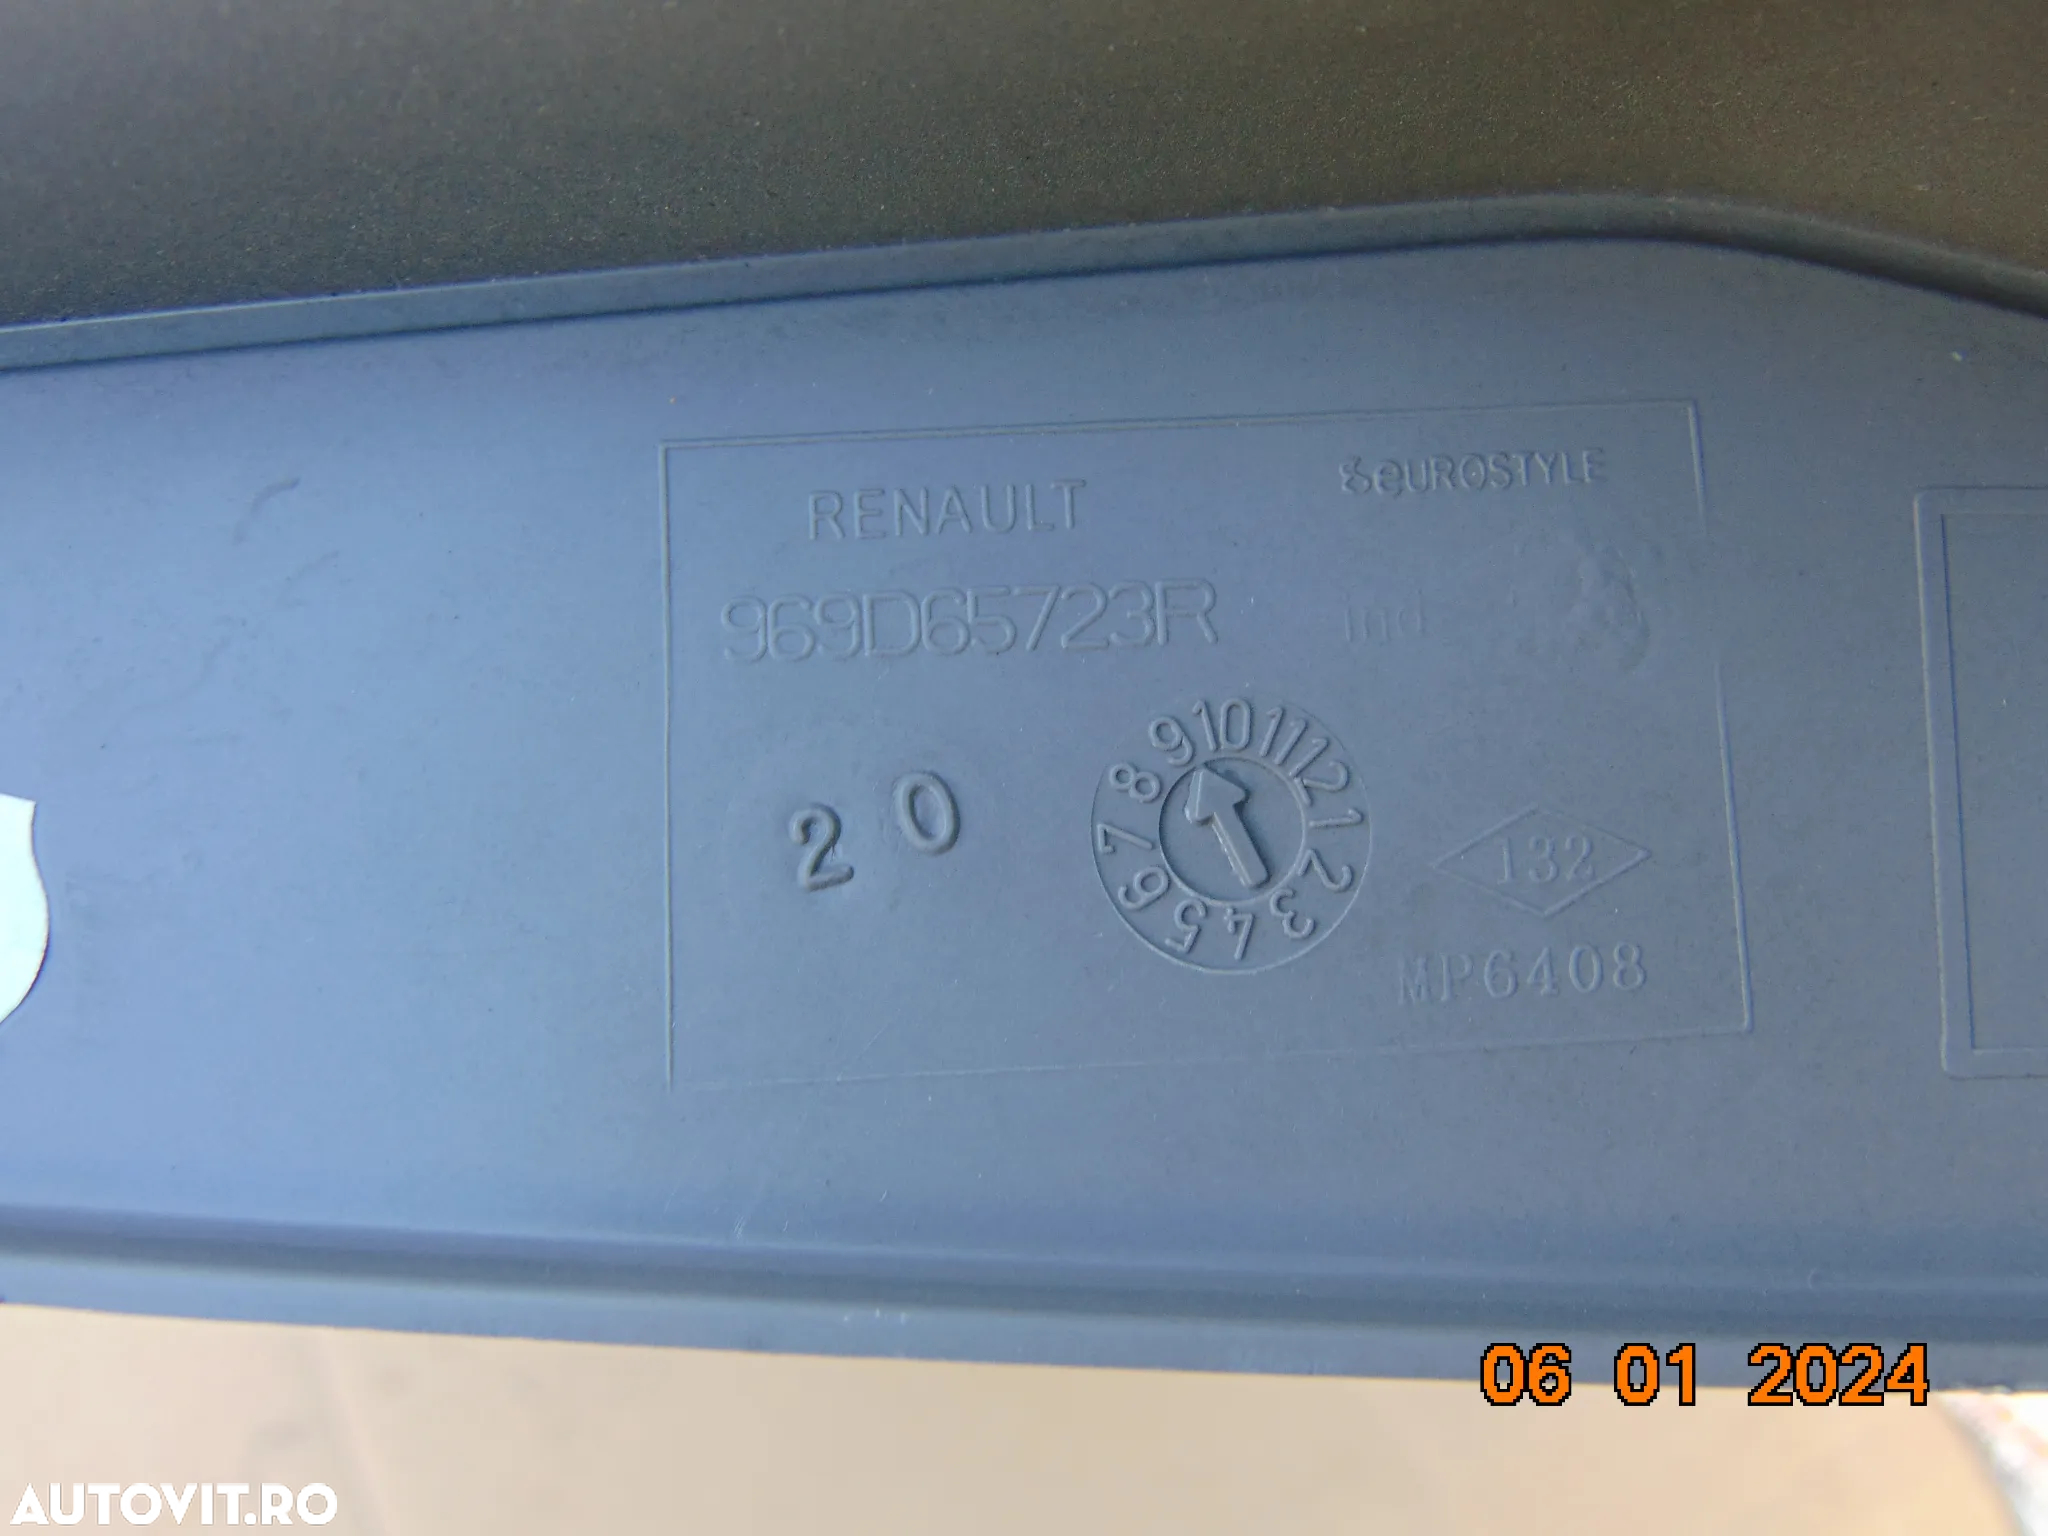 RENAULT
eUROSTYLE
969D65723R
ind
20
1 2 3 4 5 6 7 8 9 10 11 12
132
MP6408
06 01 2024
AUTOVIT.RO